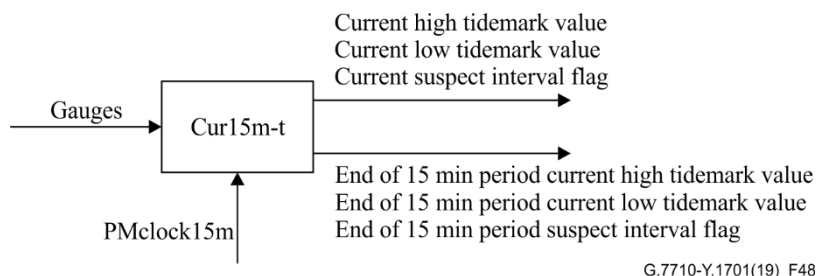 Current high tidemark value
Current low tidemark value
Current suspect interval flag
Gauges
Cur15m-t
End of 15 min period current high tidemark value
End of 15 min period current low tidemark value
End of 15 min period suspect interval flag
PMclock15m
G.7710-Y.1701(19)_F48